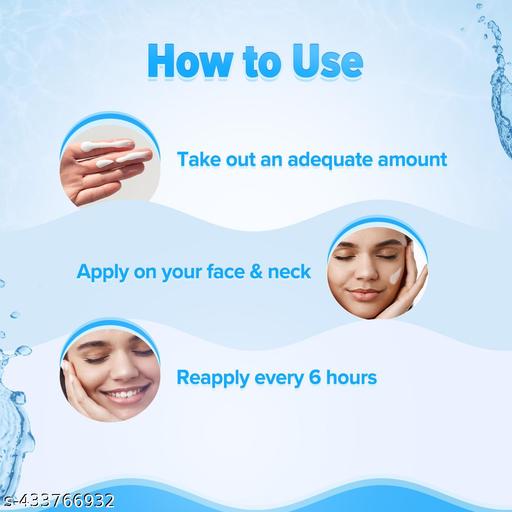 How to Use
Take out an adequate amount
Apply on your face & neck
Reapply every 6 hours
s-433766932